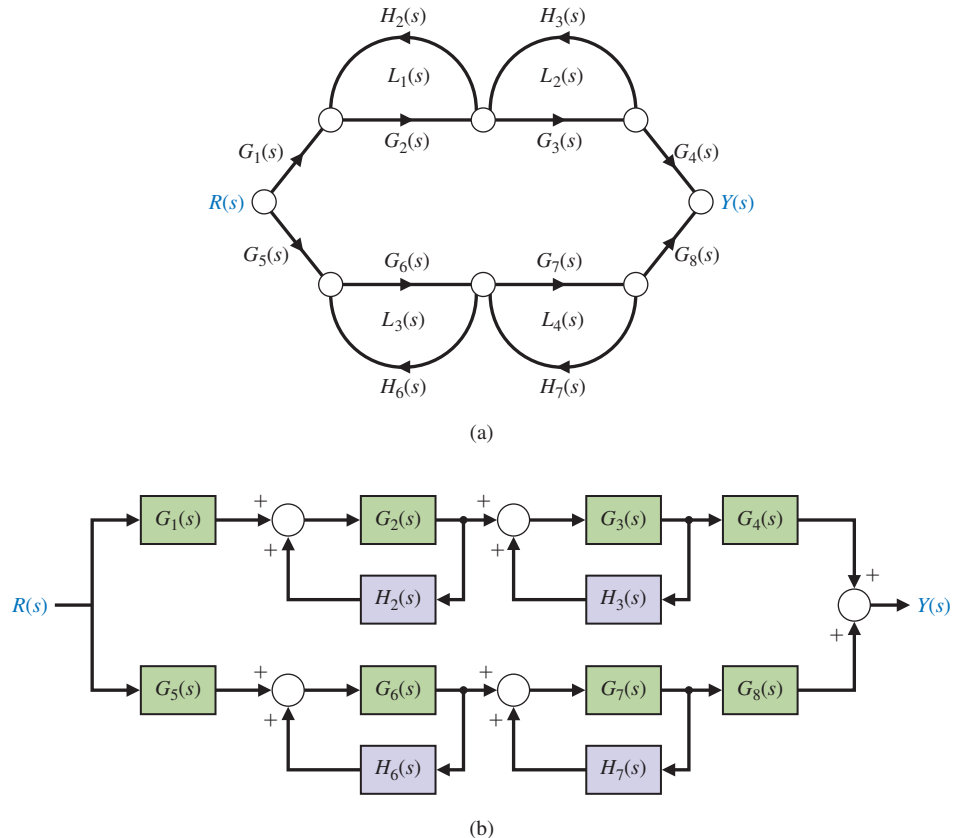 H₂(s) H₃(s)
L₁(s) L₂(s)
G₂(s) G₃(s)
G₁(s) G₄(s)
R(s) Y(s)
G₅(s) G₈(s)
G₆(s) G₇(s)
L₃(s) L₄(s)
H₆(s) H₇(s)
(a)
+ +
G₁(s) G₂(s) G₃(s) G₄(s)
+ +
H₂(s) H₃(s)
+
R(s) Y(s)
+
+ +
G₅(s) G₆(s) G₇(s) G₈(s)
+ +
H₆(s) H₇(s)
(b)